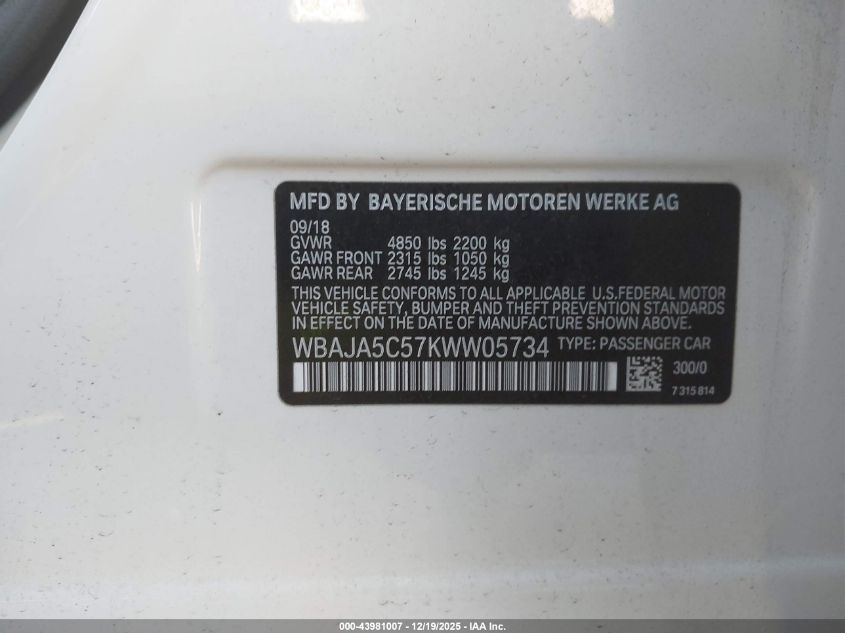 MFD BY BAYERISCHE MOTOREN WERKE AG
09/18
GVWR 4850 lbs 2200 kg
GAWR FRONT 2315 lbs 1050 kg
GAWR REAR 2745 lbs 1245 kg
THIS VEHICLE CONFORMS TO ALL APPLICABLE U.S.FEDERAL MOTOR
VEHICLE SAFETY, BUMPER AND THEFT PREVENTION STANDARDS
IN EFFECT ON THE DATE OF MANUFACTURE SHOWN ABOVE.
WBAJA5C57KWW05734 TYPE: PASSENGER CAR
300/0
7 315 814
000-43981007 - 12/19/2025 - IAA Inc.